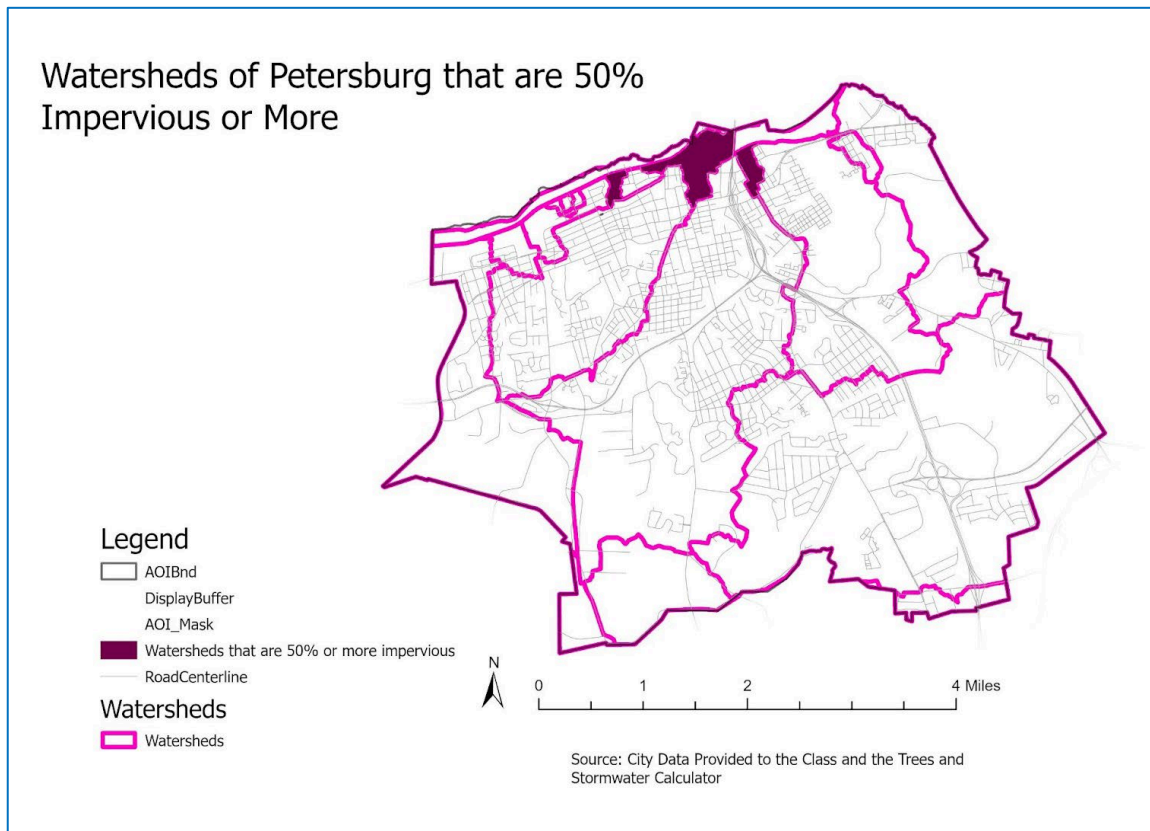 Watersheds of Petersburg that are 50%
Impervious or More
Legend
AOIBnd
DisplayBuffer
AOI_Mask
Watersheds that are 50% or more impervious
RoadCenterline
Watersheds
Watersheds
N
0 1 2 4 Miles
Source: City Data Provided to the Class and the Trees and
Stormwater Calculator